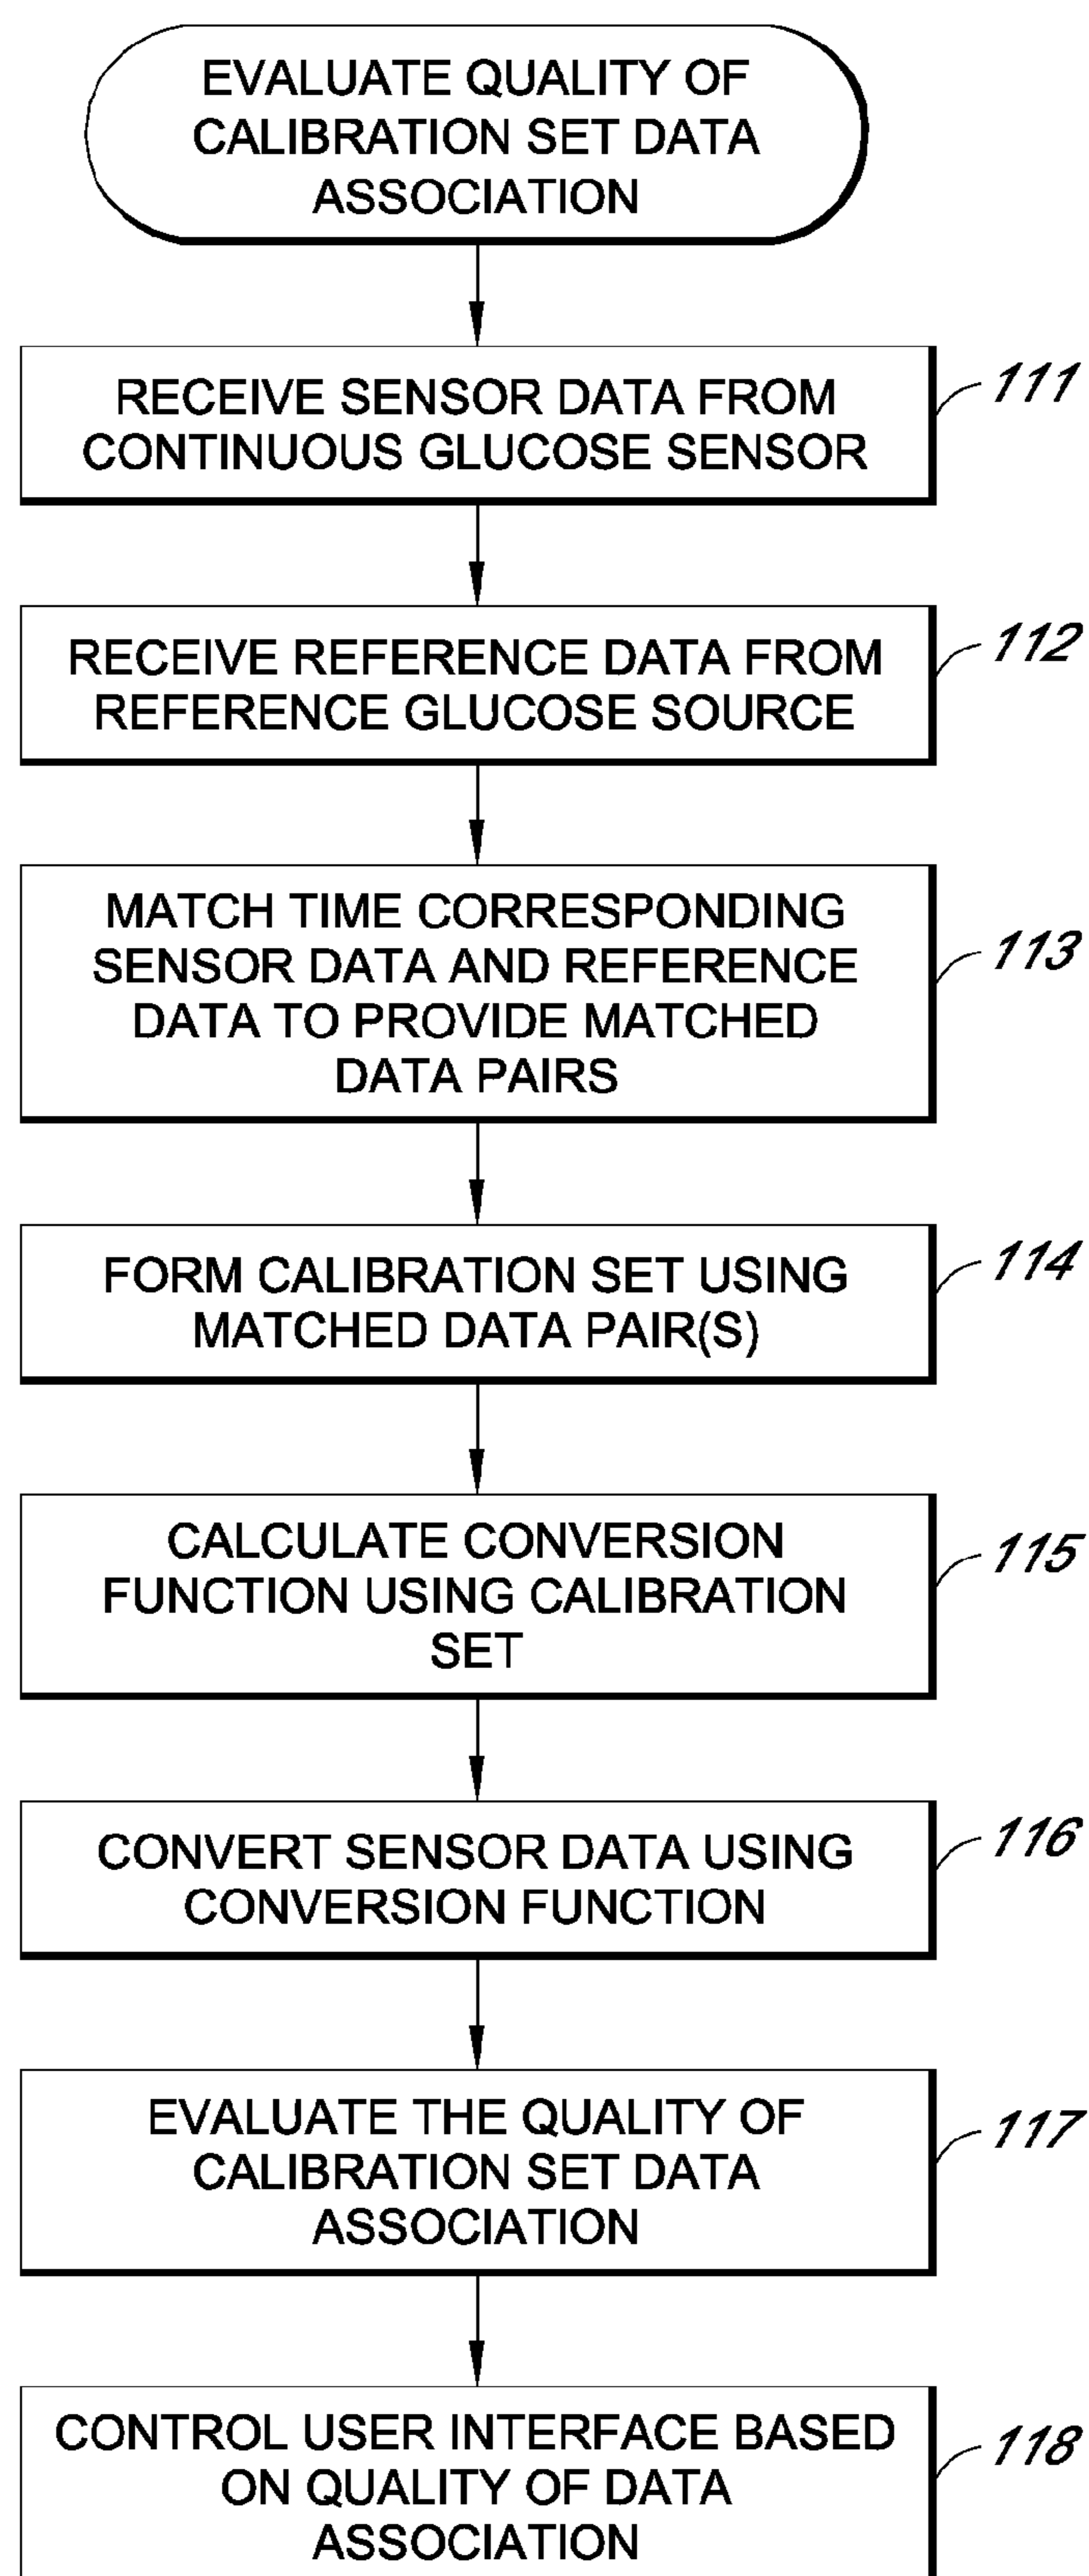 EVALUATE QUALITY OF
CALIBRATION SET DATA
ASSOCIATION
RECEIVE SENSOR DATA FROM
CONTINUOUS GLUCOSE SENSOR
111
RECEIVE REFERENCE DATA FROM
REFERENCE GLUCOSE SOURCE
112
MATCH TIME CORRESPONDING
SENSOR DATA AND REFERENCE
DATA TO PROVIDE MATCHED
DATA PAIRS
113
FORM CALIBRATION SET USING
MATCHED DATA PAIR(S)
114
CALCULATE CONVERSION
FUNCTION USING CALIBRATION
SET
115
CONVERT SENSOR DATA USING
CONVERSION FUNCTION
116
EVALUATE THE QUALITY OF
CALIBRATION SET DATA
ASSOCIATION
117
CONTROL USER INTERFACE BASED
ON QUALITY OF DATA
ASSOCIATION
118